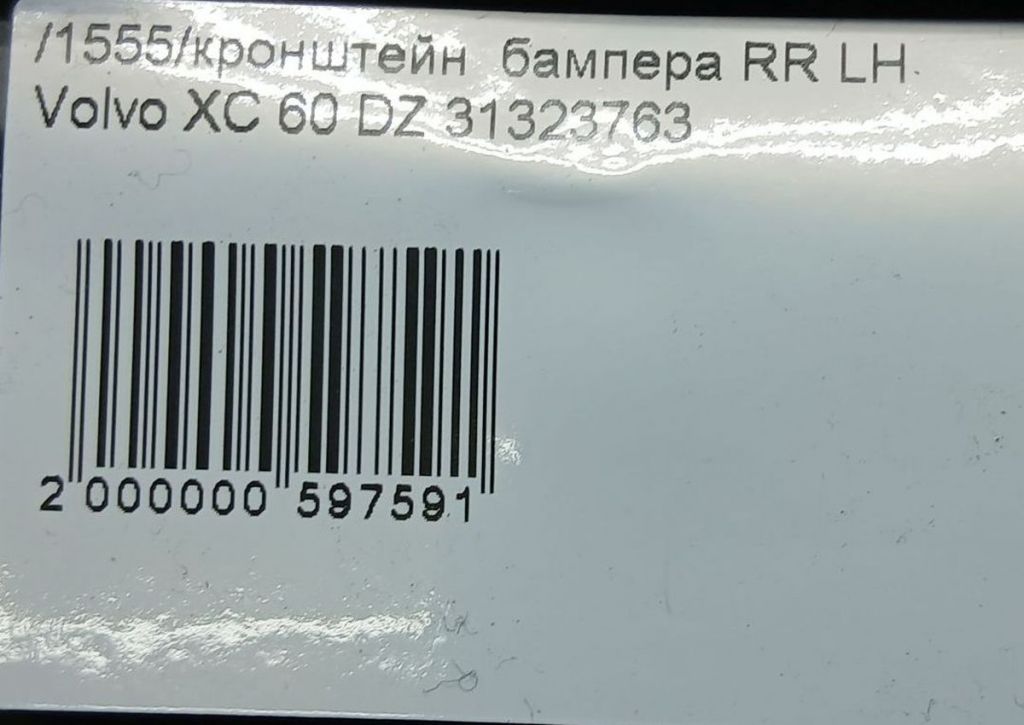 /1555/кронштейн бампера RR LH
Volvo XC 60 DZ 31323763
2 000000 597591